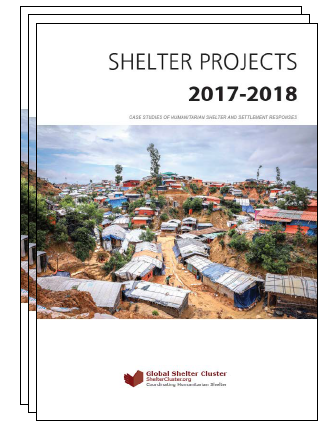 SHELTER PROJECTS
2017-2018
CASE STUDIES OF HUMANITARIAN SHELTER AND SETTLEMENT RESPONSES
Global Shelter Cluster
ShelterCluster.org
Coordinating Humanitarian Shelter